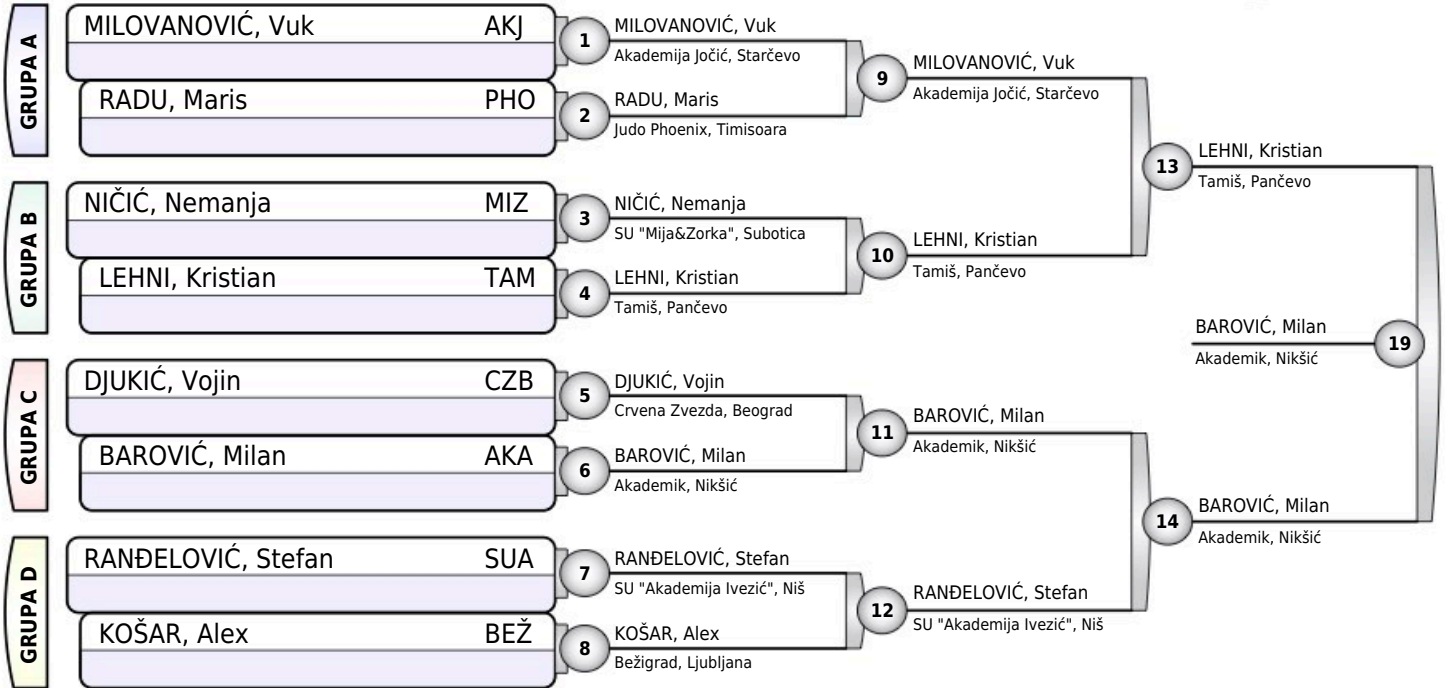 GRUPA A
MILOVANOVIĆ, Vuk AKJ
RADU, Maris PHO
1
MILOVANOVIĆ, Vuk
Akademija Jočić, Starčevo
2
RADU, Maris
Judo Phoenix, Timisoara
9
MILOVANOVIĆ, Vuk
Akademija Jočić, Starčevo
GRUPA B
NIČIĆ, Nemanja MIZ
LEHNI, Kristian TAM
3
NIČIĆ, Nemanja
SU "Mija&Zorka", Subotica
4
LEHNI, Kristian
Tamiš, Pančevo
10
LEHNI, Kristian
Tamiš, Pančevo
13
LEHNI, Kristian
Tamiš, Pančevo
GRUPA C
DJUKIĆ, Vojin CZB
BAROVIĆ, Milan AKA
5
DJUKIĆ, Vojin
Crvena Zvezda, Beograd
6
BAROVIĆ, Milan
Akademik, Nikšić
11
BAROVIĆ, Milan
Akademik, Nikšić
GRUPA D
RANĐELOVIĆ, Stefan SUA
KOŠAR, Alex BEŽ
7
RANĐELOVIĆ, Stefan
SU "Akademija Ivezić", Niš
8
KOŠAR, Alex
Bežigrad, Ljubljana
12
RANĐELOVIĆ, Stefan
SU "Akademija Ivezić", Niš
14
BAROVIĆ, Milan
Akademik, Nikšić
BAROVIĆ, Milan
Akademik, Nikšić
19